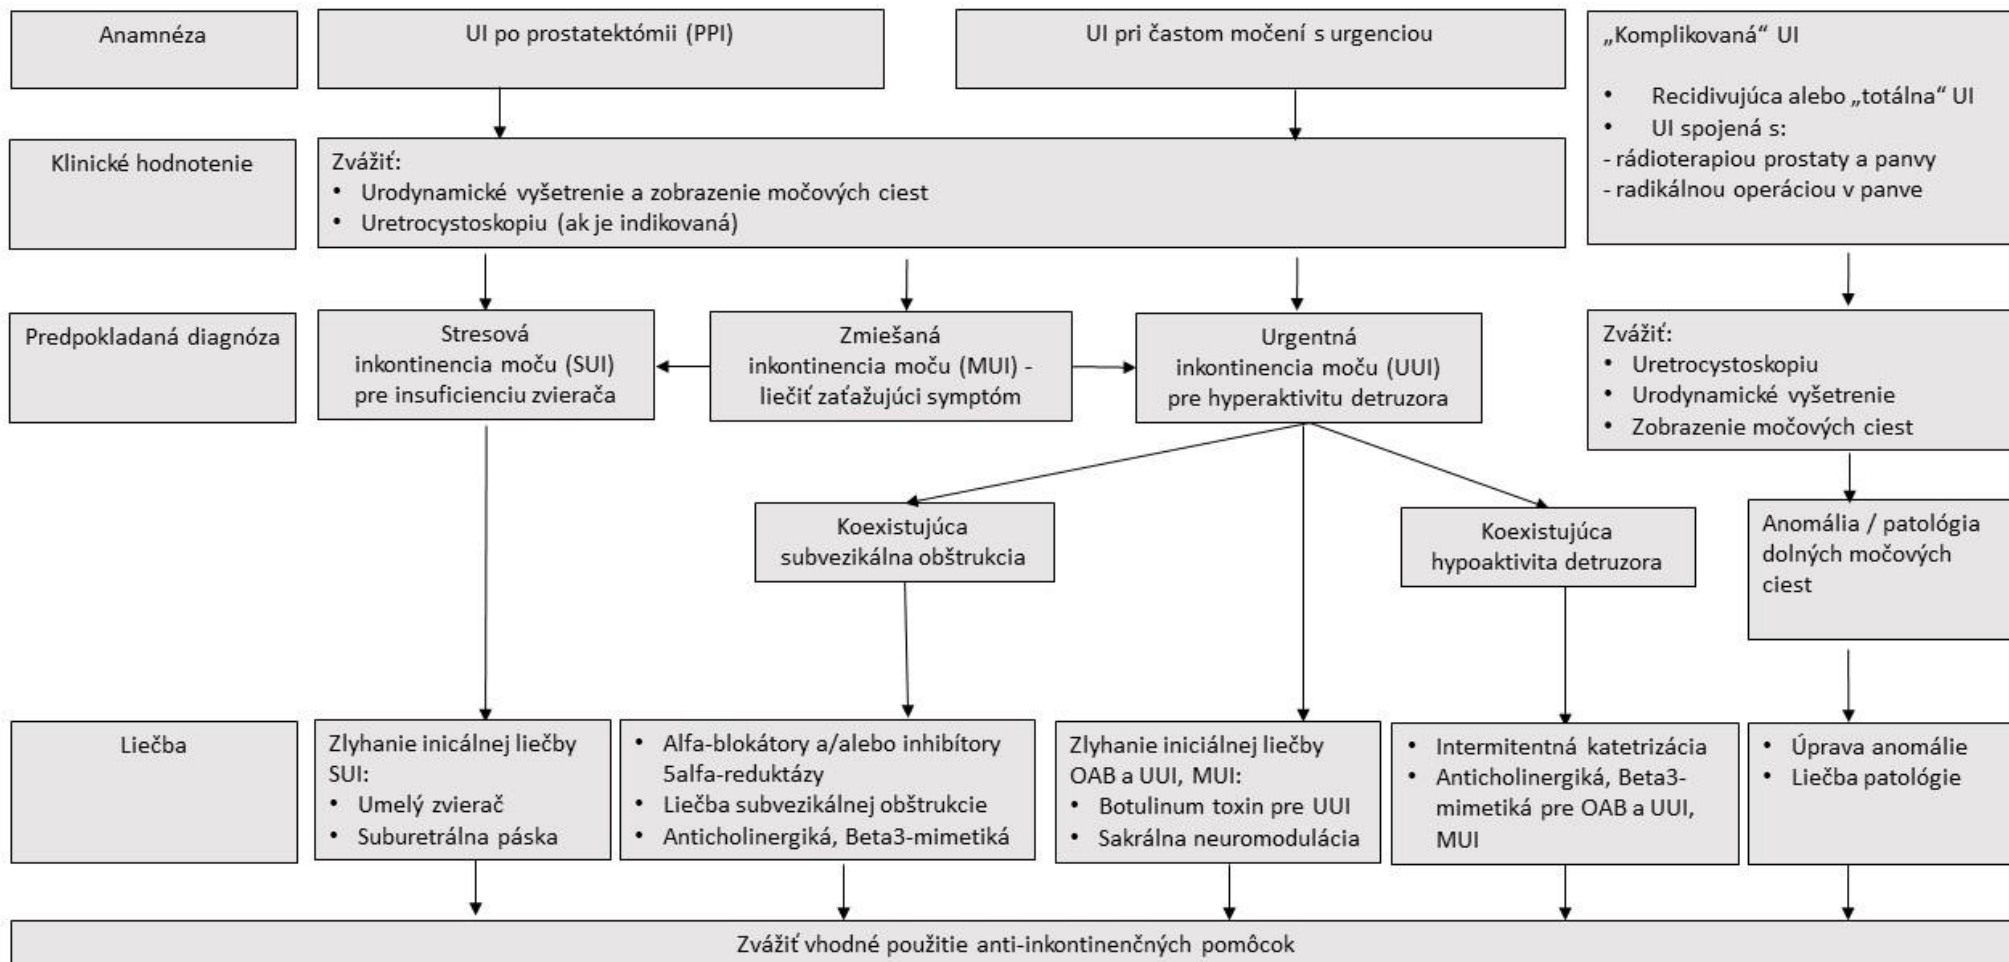 Anamnéza
UI po prostatektómii (PPI)
UI pri častom močení s urgenciou
„Komplikovaná“ UI
• Recidivujúca alebo „totálna“ UI
• UI spojená s:
- rádioterapiou prostaty a panvy
- radikálnou operáciou v panve
Klinické hodnotenie
Zvážiť:
• Urodynamické vyšetrenie a zobrazenie močových ciest
• Uretrocystoskopiu (ak je indikovaná)
Predpokladaná diagnóza
Stresová
inkontinencia moču (SUI)
pre insuficienciu zvierača
Zmiešaná
inkontinencia moču (MUI) -
liečiť zaťažujúci symptóm
Urgentná
inkontinencia moču (UUI)
pre hyperaktivitu detruzora
Zvážiť:
• Uretrocystoskopiu
• Urodynamické vyšetrenie
• Zobrazenie močových ciest
Koexistujúca
subvezikálna obštrukcia
Koexistujúca
hypoaktivita detruzora
Anomália / patológia
dolných močových
ciest
Liečba
Zlyhanie inicálnej liečby
SUI:
• Umelý zvierač
• Suburetrálna páska
• Alfa-blokátory a/alebo inhibítory
5alfa-reduktázy
• Liečba subvezikálnej obštrukcie
• Anticholinergiká, Beta3-mimetiká
Zlyhanie iniciálnej liečby
OAB a UUI, MUI:
• Botulinum toxin pre UUI
• Sakrálna neuromodulácia
• Intermitentná katetrizácia
• Anticholinergiká, Beta3-
mimetiká pre OAB a UUI,
MUI
• Úprava anomálie
• Liečba patológie
Zvážiť vhodné použitie anti-inkontinenčných pomôcok